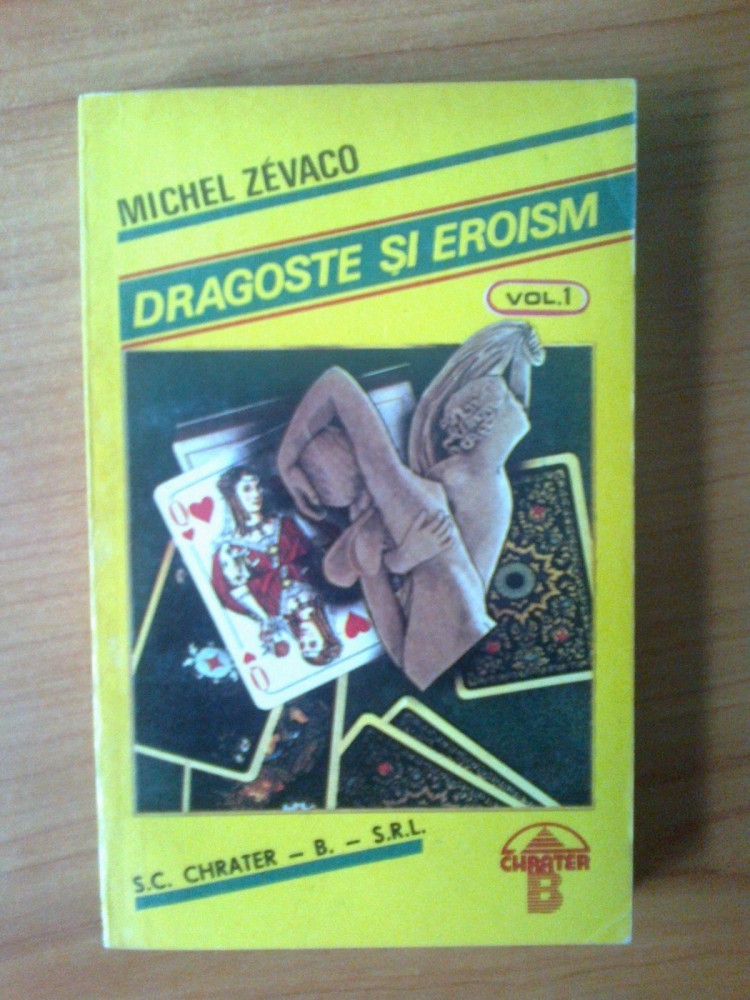 MICHEL ZÉVACO
DRAGOSTE ȘI EROISM
VOL.1
Q
Q
S.C. CHRATER – B. – S.R.L.
CHRATER
B